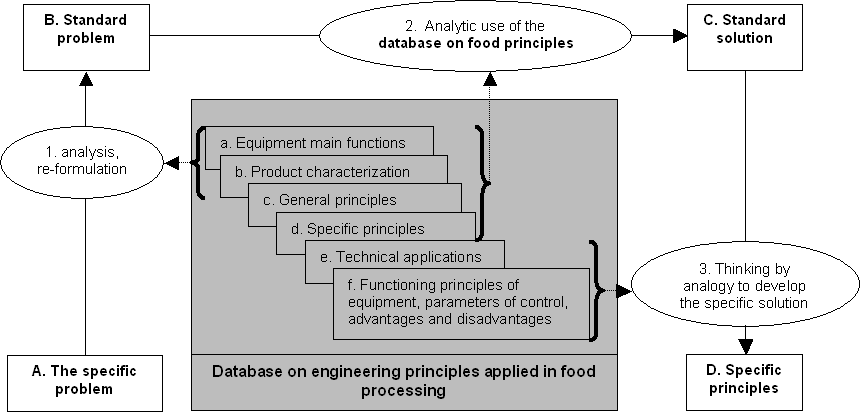 B. Standard
problem
2.  Analytic use of the
database on food principles
C. Standard
solution
1. analysis,
re-formulation
a. Equipment main functions
b. Product characterization
c. General principles
d. Specific principles
e. Technical applications
f. Functioning principles of
equipment, parameters of control,
advantages and disadvantages
3. Thinking by
analogy to develop
the specific solution
A. The specific
problem
Database on engineering principles applied in food
processing
D. Specific
principles